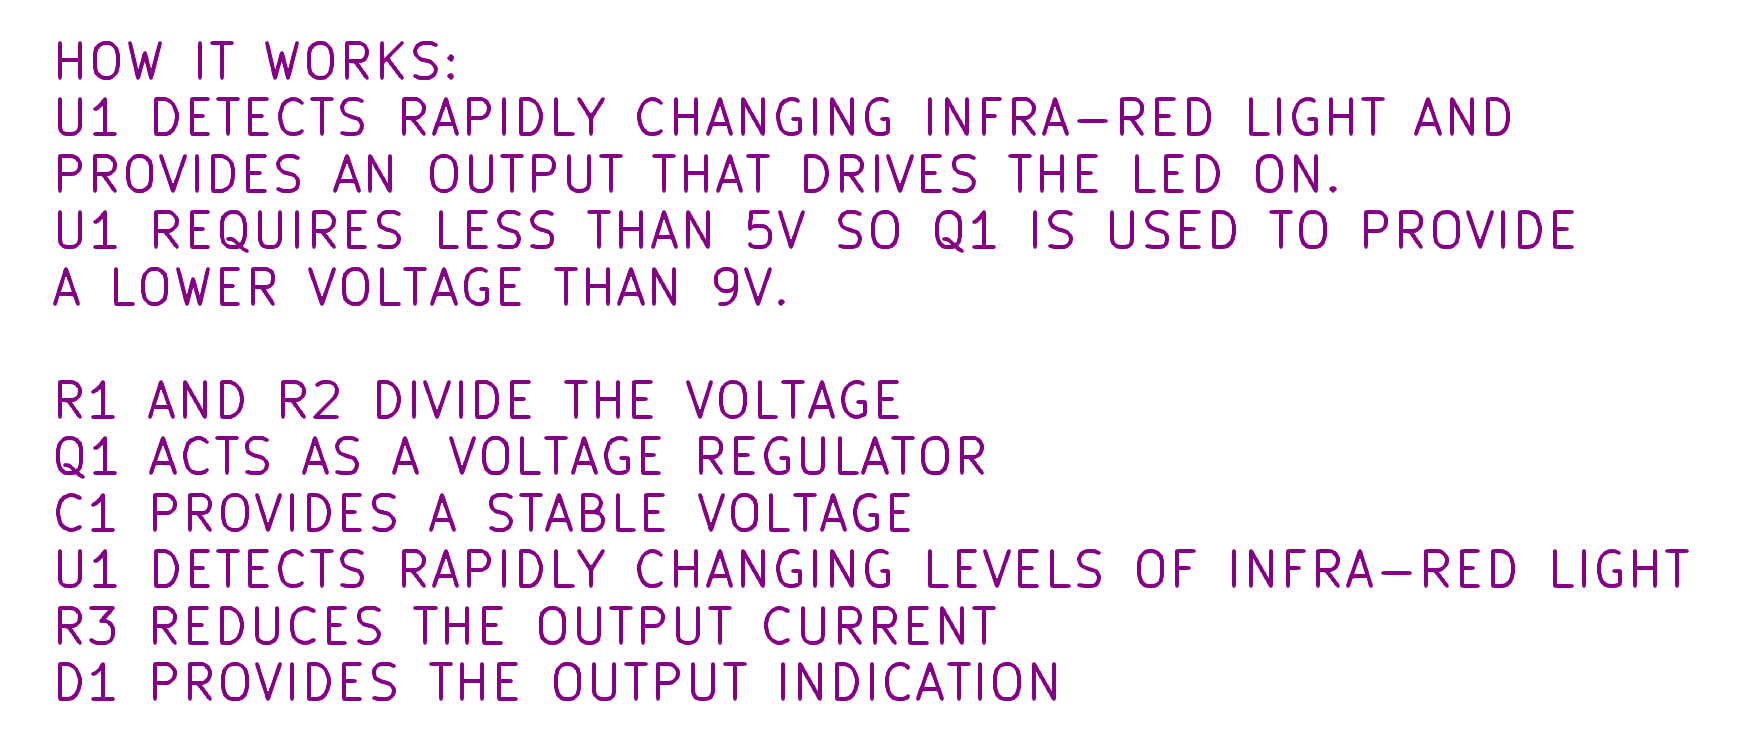 HOW IT WORKS:
U1 DETECTS RAPIDLY CHANGING INFRA-RED LIGHT AND
PROVIDES AN OUTPUT THAT DRIVES THE LED ON.
U1 REQUIRES LESS THAN 5V SO Q1 IS USED TO PROVIDE
A LOWER VOLTAGE THAN 9V.

R1 AND R2 DIVIDE THE VOLTAGE
Q1 ACTS AS A VOLTAGE REGULATOR
C1 PROVIDES A STABLE VOLTAGE
U1 DETECTS RAPIDLY CHANGING LEVELS OF INFRA-RED LIGHT
R3 REDUCES THE OUTPUT CURRENT
D1 PROVIDES THE OUTPUT INDICATION